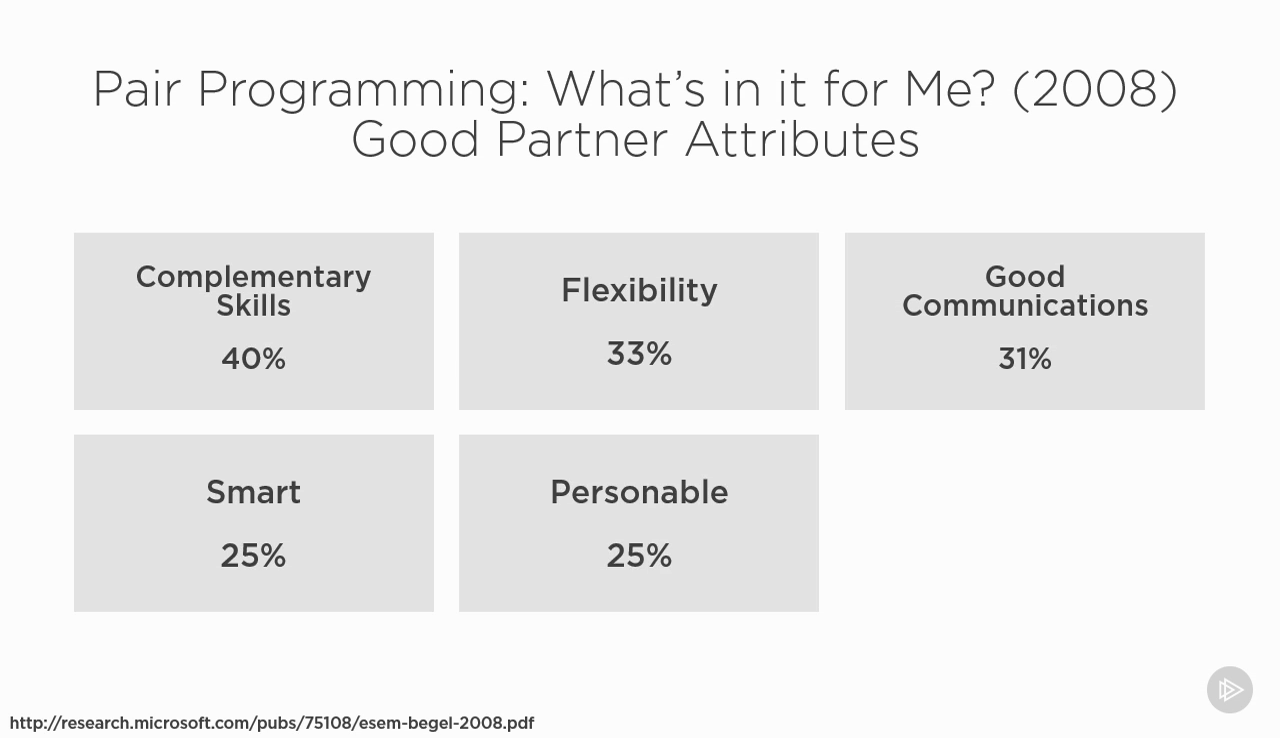 Pair Programming: What's in it for Me? (2008)
Good Partner Attributes
Complementary
Skills
40%
Flexibility
33%
Good
Communications
31%
Smart
25%
Personable
25%
http://research.microsoft.com/pubs/75108/esem-begel-2008.pdf